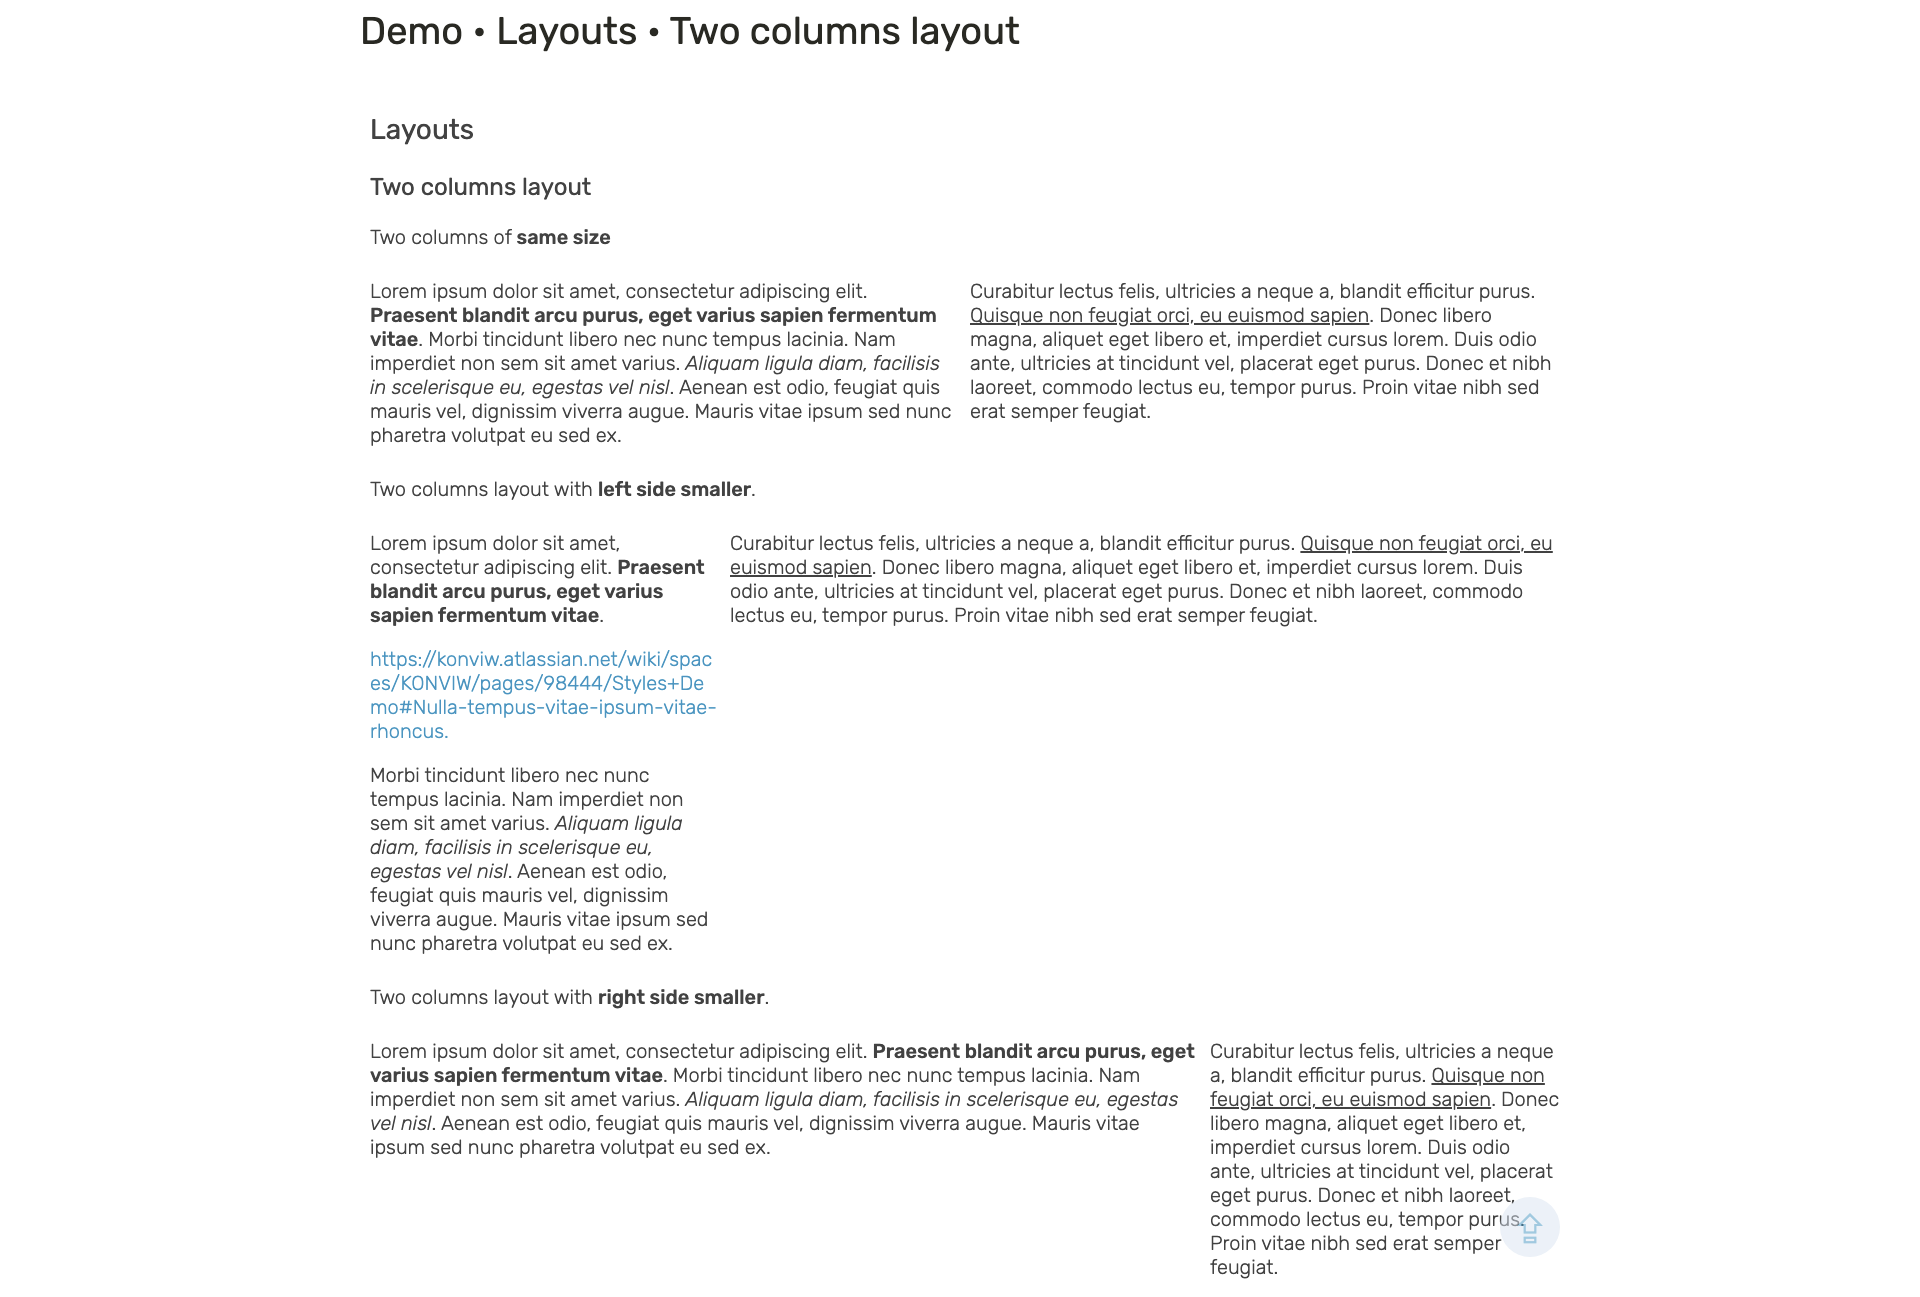 Demo • Layouts • Two columns layout
Layouts
Two columns layout
Two columns of same size
Lorem ipsum dolor sit amet, consectetur adipiscing elit.
Praesent blandit arcu purus, eget varius sapien fermentum
vitae. Morbi tincidunt libero nec nunc tempus lacinia. Nam
imperdiet non sem sit amet varius. Aliquam ligula diam, facilisis
in scelerisque eu, egestas vel nisl. Aenean est odio, feugiat quis
mauris vel, dignissim viverra augue. Mauris vitae ipsum sed nunc
pharetra volutpat eu sed ex.
Curabitur lectus felis, ultricies a neque a, blandit efficitur purus.
Quisque non feugiat orci, eu euismod sapien. Donec libero
magna, aliquet eget libero et, imperdiet cursus lorem. Duis odio
ante, ultricies at tincidunt vel, placerat eget purus. Donec et nibh
laoreet, commodo lectus eu, tempor purus. Proin vitae nibh sed
erat semper feugiat.
Two columns layout with left side smaller.
Lorem ipsum dolor sit amet,
consectetur adipiscing elit. Praesent
blandit arcu purus, eget varius
sapien fermentum vitae.
https://konviw.atlassian.net/wiki/spac
es/KONVIW/pages/98444/Styles+De
mo#Nulla-tempus-vitae-ipsum-vitae-
rhoncus.
Morbi tincidunt libero nec nunc
tempus lacinia. Nam imperdiet non
sem sit amet varius. Aliquam ligula
diam, facilisis in scelerisque eu,
egestas vel nisl. Aenean est odio,
feugiat quis mauris vel, dignissim
viverra augue. Mauris vitae ipsum sed
nunc pharetra volutpat eu sed ex.
Curabitur lectus felis, ultricies a neque a, blandit efficitur purus. Quisque non feugiat orci, eu
euismod sapien. Donec libero magna, aliquet eget libero et, imperdiet cursus lorem. Duis
odio ante, ultricies at tincidunt vel, placerat eget purus. Donec et nibh laoreet, commodo
lectus eu, tempor purus. Proin vitae nibh sed erat semper feugiat.
Two columns layout with right side smaller.
Lorem ipsum dolor sit amet, consectetur adipiscing elit. Praesent blandit arcu purus, eget
varius sapien fermentum vitae. Morbi tincidunt libero nec nunc tempus lacinia. Nam
imperdiet non sem sit amet varius. Aliquam ligula diam, facilisis in scelerisque eu, egestas
vel nisl. Aenean est odio, feugiat quis mauris vel, dignissim viverra augue. Mauris vitae
ipsum sed nunc pharetra volutpat eu sed ex.
Curabitur lectus felis, ultricies a neque
a, blandit efficitur purus. Quisque non
feugiat orci, eu euismod sapien. Donec
libero magna, aliquet eget libero et,
imperdiet cursus lorem. Duis odio
ante, ultricies at tincidunt vel, placerat
eget purus. Donec et nibh laoreet,
commodo lectus eu, tempor purus.
Proin vitae nibh sed erat semper
feugiat.